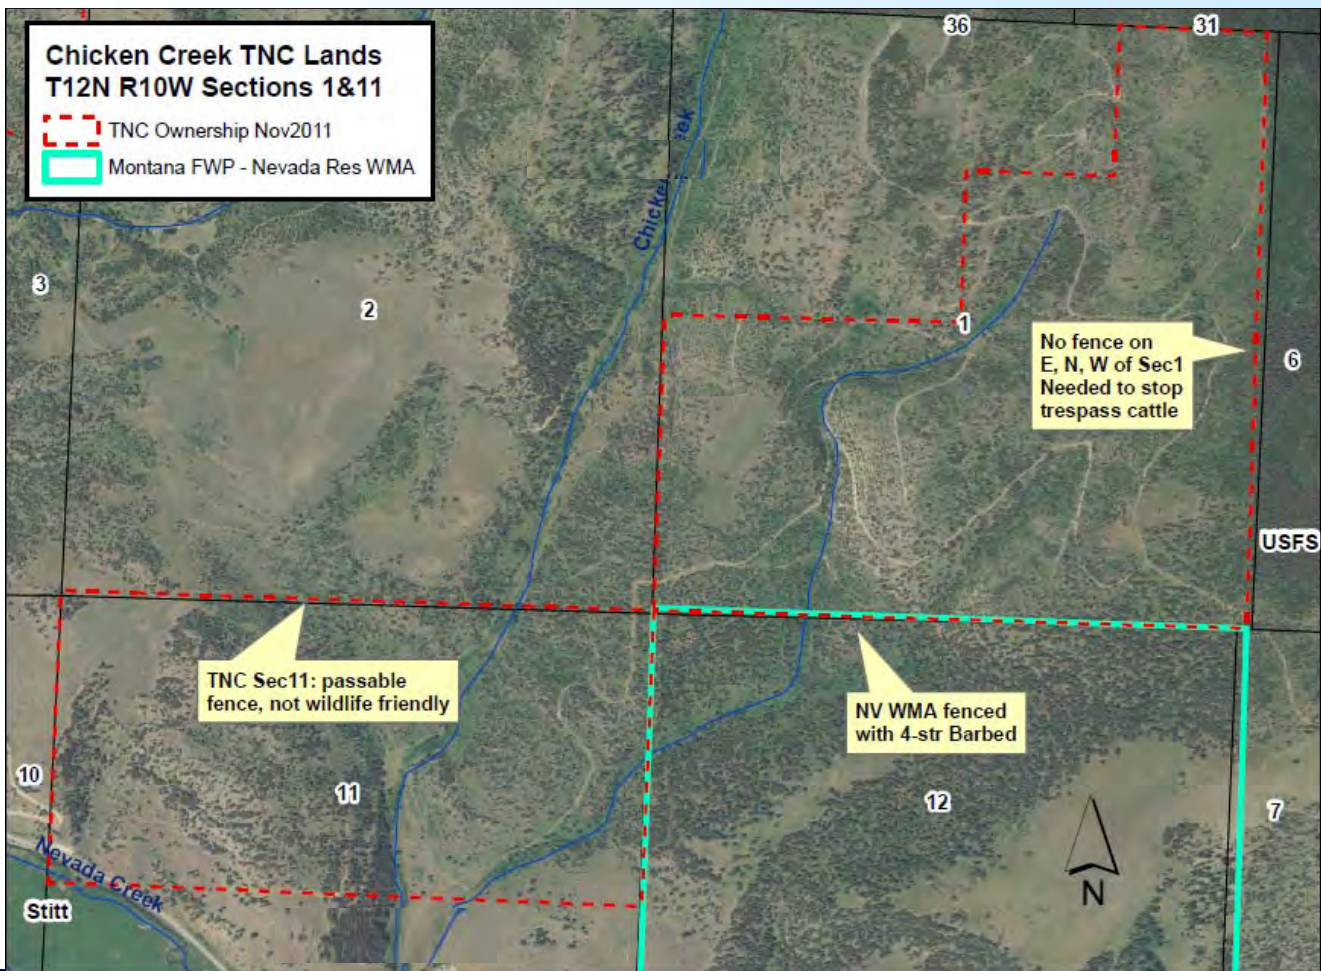 Chicken Creek TNC Lands
T12N R10W Sections 1&11
TNC Ownership Nov2011
Montana FWP - Nevada Res WMA
36
31
3
2
1
6
No fence on
E, N, W of Sec1
Needed to stop
trespass cattle
USFS
TNC Sec11: passable
fence, not wildlife friendly
NV WMA fenced
with 4-str Barbed
10
11
12
7
Nevada Creek
Stitt
N